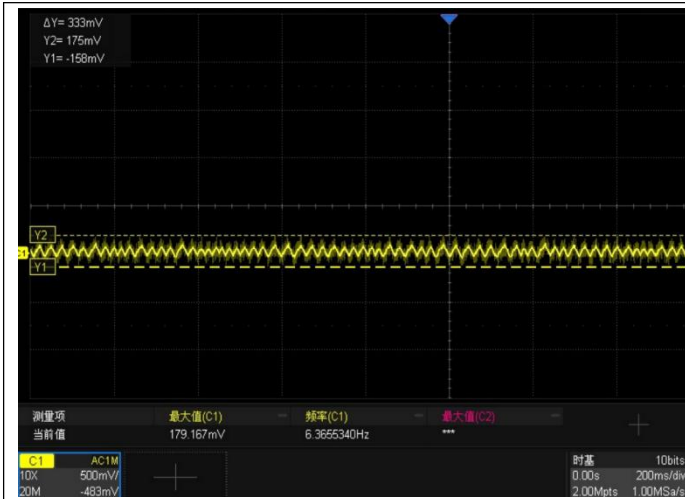 ΔY= 333mV
Y2= 175mV
Y1= -158mV
Y2
C1
Y1
测量项 最大值(C1) 频率(C1) 最大值(C2)
当前值 179.167mV 6.3655340Hz ***
C1 AC1M
10X 500mV/
20M -483mV
时基 10bits
0.00s 200ms/div
2.00Mpts 1.00MSa/s